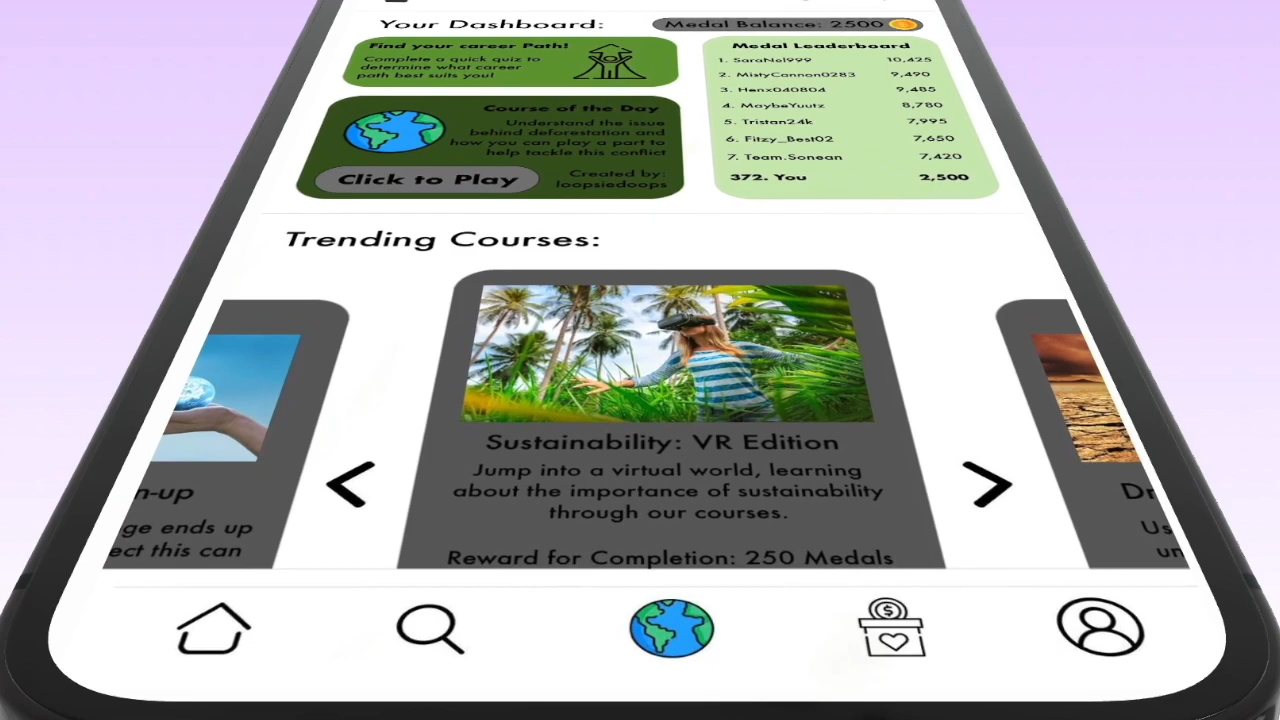 Your Dashboard:
Medal Balance: 2500
Find your career Path!
Complete a quick quiz to
determine what career
path best suits you!
Course of the Day
Understand the issue
behind deforestation and
how you can play a part to
help tackle this conflict
Click to Play
Created by:
loopsiedoops
Medal Leaderboard
1. SaraNol999 10,425
2. MistyCannon0283 9,490
3. Henx040804 9,485
4. MaybeYuutz 8,780
5. Tristan24k 7,995
6. Fitzy_Best02 7,650
7. Team.Sonean 7,420
372. You 2,500
Trending Courses:
n-up
ge ends up
ect this can
Sustainability: VR Edition
Jump into a virtual world, learning
about the importance of sustainability
through our courses.
Reward for Completion: 250 Medals
Dr
Us
un
$